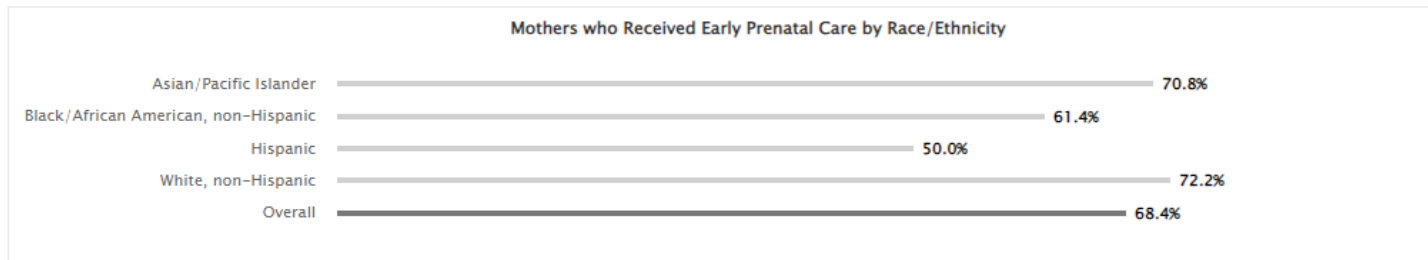 Mothers who Received Early Prenatal Care by Race/Ethnicity
Asian/Pacific Islander 70.8%
Black/African American, non-Hispanic 61.4%
Hispanic 50.0%
White, non-Hispanic 72.2%
Overall 68.4%